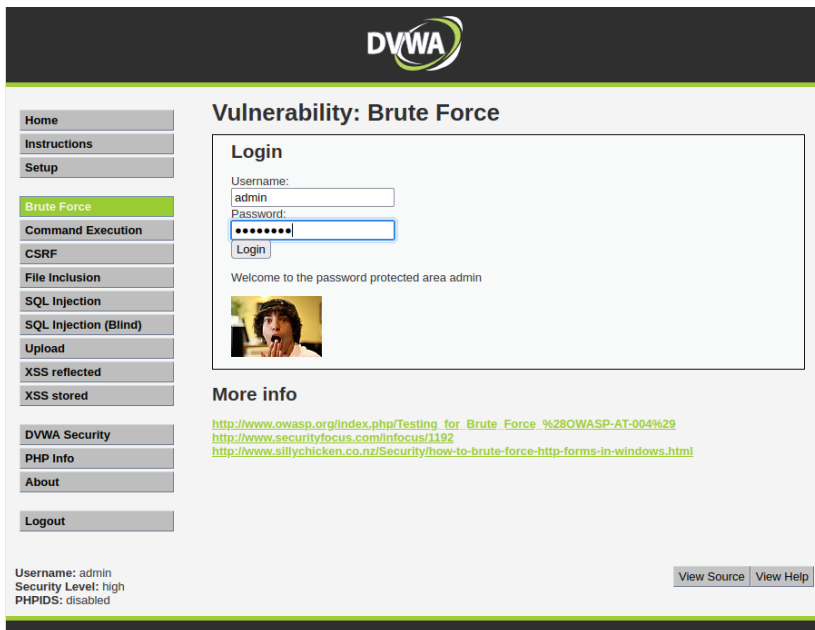 DVWA
Home
Instructions
Setup
Brute Force
Command Execution
CSRF
File Inclusion
SQL Injection
SQL Injection (Blind)
Upload
XSS reflected
XSS stored
DVWA Security
PHP Info
About
Logout
Vulnerability: Brute Force
Login
Username:
admin
Password:
••••••••
Login
Welcome to the password protected area admin
More info
http://www.owasp.org/index.php/Testing_for_Brute_Force_%28OWASP-AT-004%29
http://www.securityfocus.com/infocus/1192
http://www.sillychicken.co.nz/Security/how-to-brute-force-http-forms-in-windows.html
Username: admin
Security Level: high
PHPIDS: disabled
View Source View Help